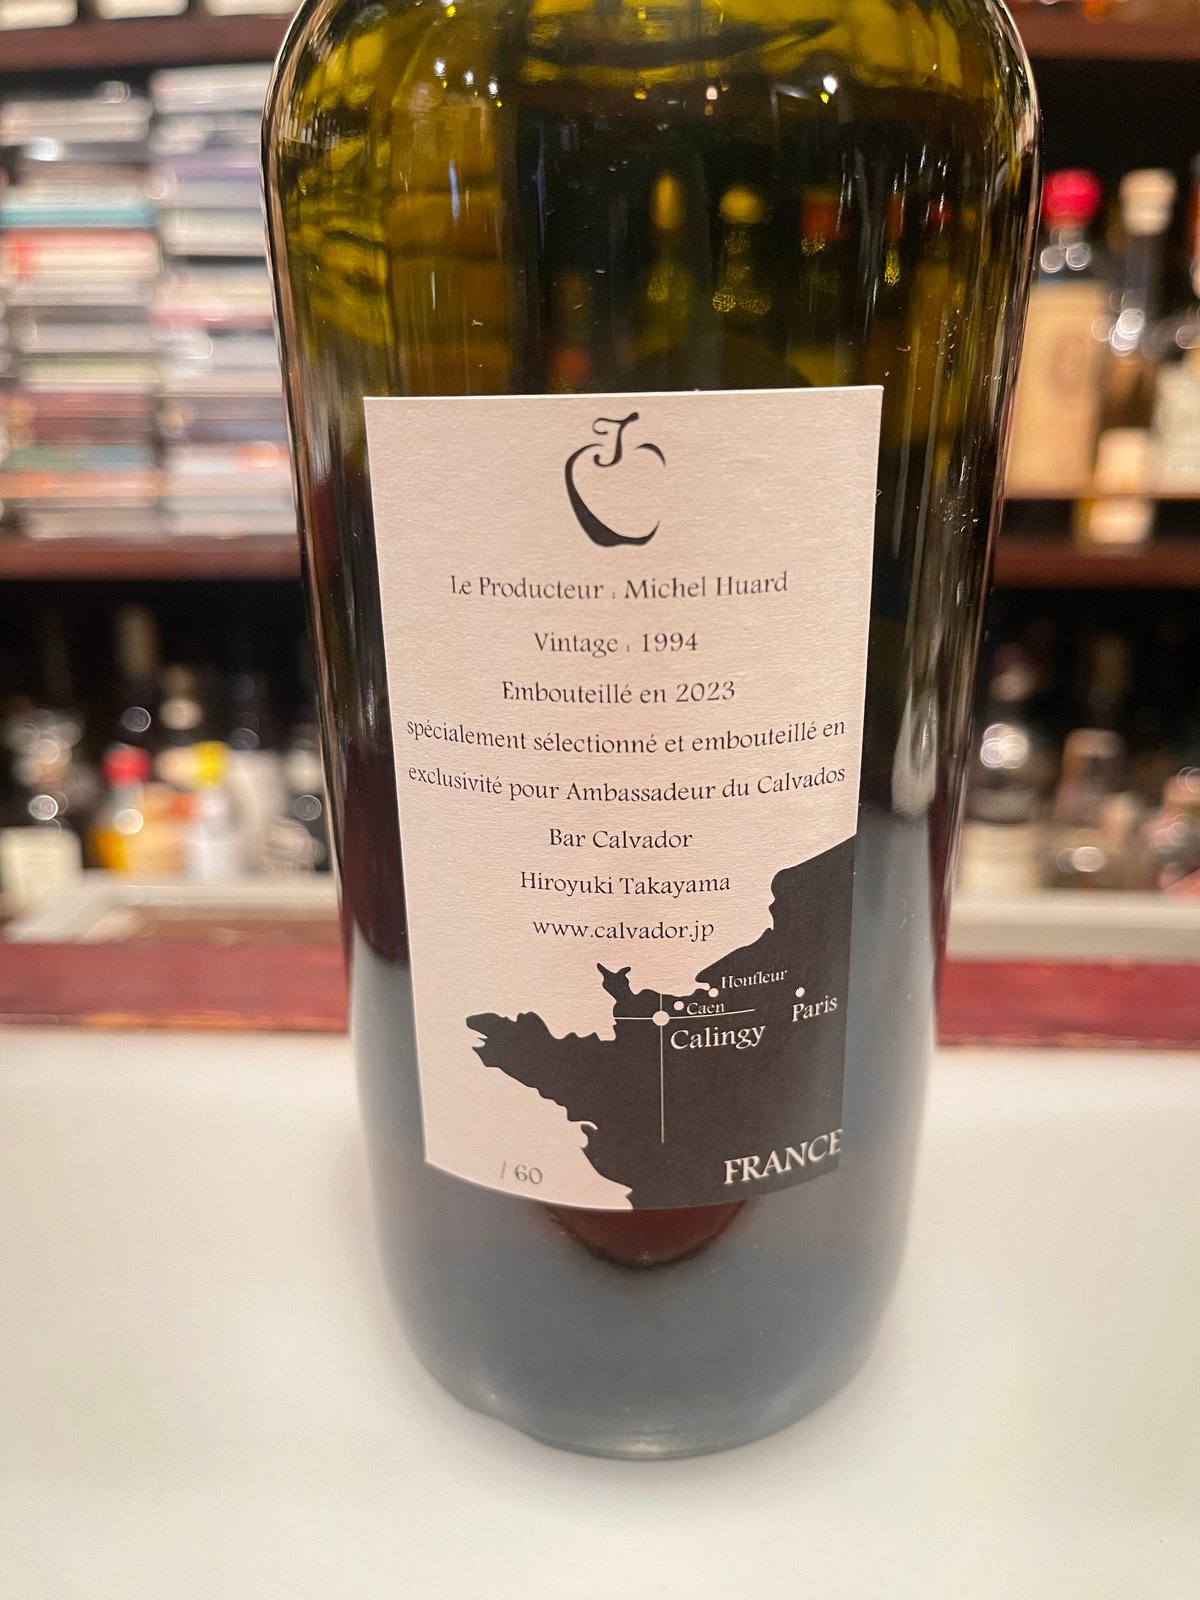 J
Le Producteur : Michel Huard
Vintage : 1994
Embouteillé en 2023
spécialement sélectionné et embouteillé en
exclusivité pour Ambassadeur du Calvados
Bar Calvador
Hiroyuki Takayama
www.calvador.jp
Honfleur
Caen
Paris
Calingy
FRANCE
/ 60